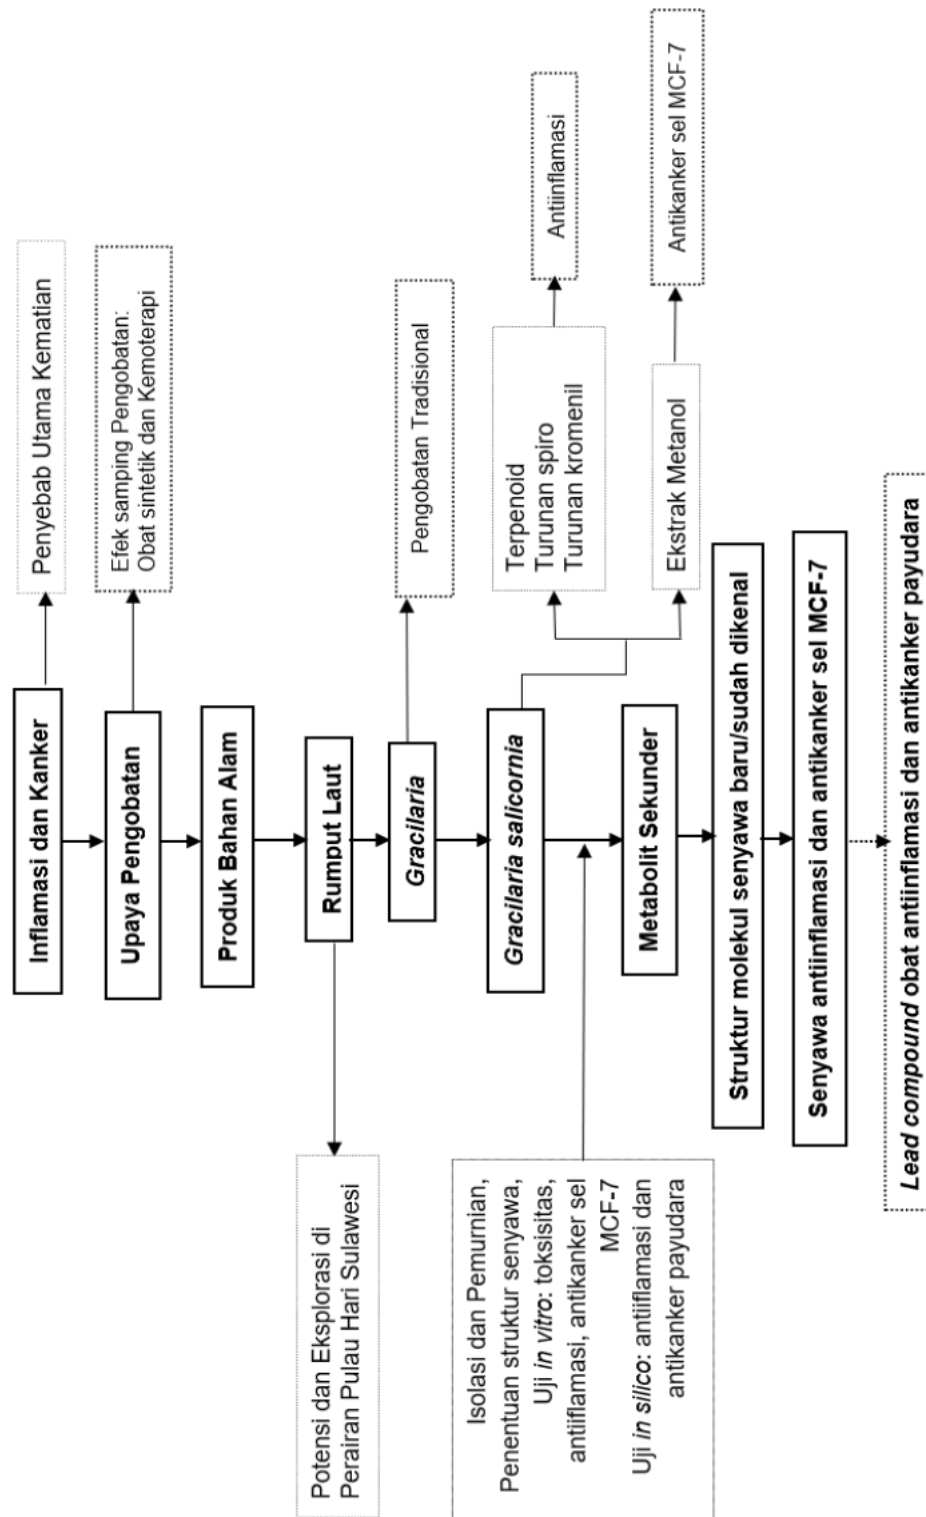 Inflamasi dan Kanker
Penyebab Utama Kematian
Upaya Pengobatan
Efek samping Pengobatan:
Obat sintetik dan Kemoterapi
Produk Bahan Alam
Rumput Laut
Potensi dan Eksplorasi di
Perairan Pulau Hari Sulawesi
Gracilaria
Pengobatan Tradisional
Gracilaria salicornia
Terpenoid
Turunan spiro
Turunan kromenil
Antiinflamasi
Ekstrak Metanol
Antikanker sel MCF-7
Isolasi dan Pemurnian,
Penentuan struktur senyawa,
Uji in vitro: toksisitas,
antiiflamasi, antikanker sel
MCF-7
Uji in silico: antiiflamasi dan
antikanker payudara
Metabolit Sekunder
Struktur molekul senyawa baru/sudah dikenal
Senyawa antiinflamasi dan antikanker sel MCF-7
Lead compound obat antiinflamasi dan antikanker payudara